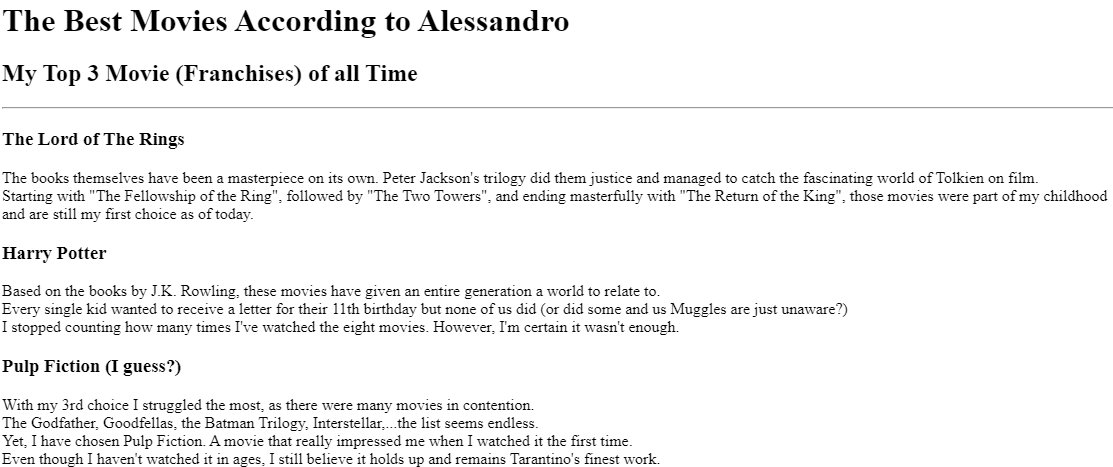 The Best Movies According to Alessandro
My Top 3 Movie (Franchises) of all Time
The Lord of The Rings
The books themselves have been a masterpiece on its own. Peter Jackson's trilogy did them justice and managed to catch the fascinating world of Tolkien on film.
Starting with "The Fellowship of the Ring", followed by "The Two Towers", and ending masterfully with "The Return of the King", those movies were part of my childhood
and are still my first choice as of today.
Harry Potter
Based on the books by J.K. Rowling, these movies have given an entire generation a world to relate to.
Every single kid wanted to receive a letter for their 11th birthday but none of us did (or did some and us Muggles are just unaware?)
I stopped counting how many times I've watched the eight movies. However, I'm certain it wasn't enough.
Pulp Fiction (I guess?)
With my 3rd choice I struggled the most, as there were many movies in contention.
The Godfather, Goodfellas, the Batman Trilogy, Interstellar,...the list seems endless.
Yet, I have chosen Pulp Fiction. A movie that really impressed me when I watched it the first time.
Even though I haven't watched it in ages, I still believe it holds up and remains Tarantino's finest work.